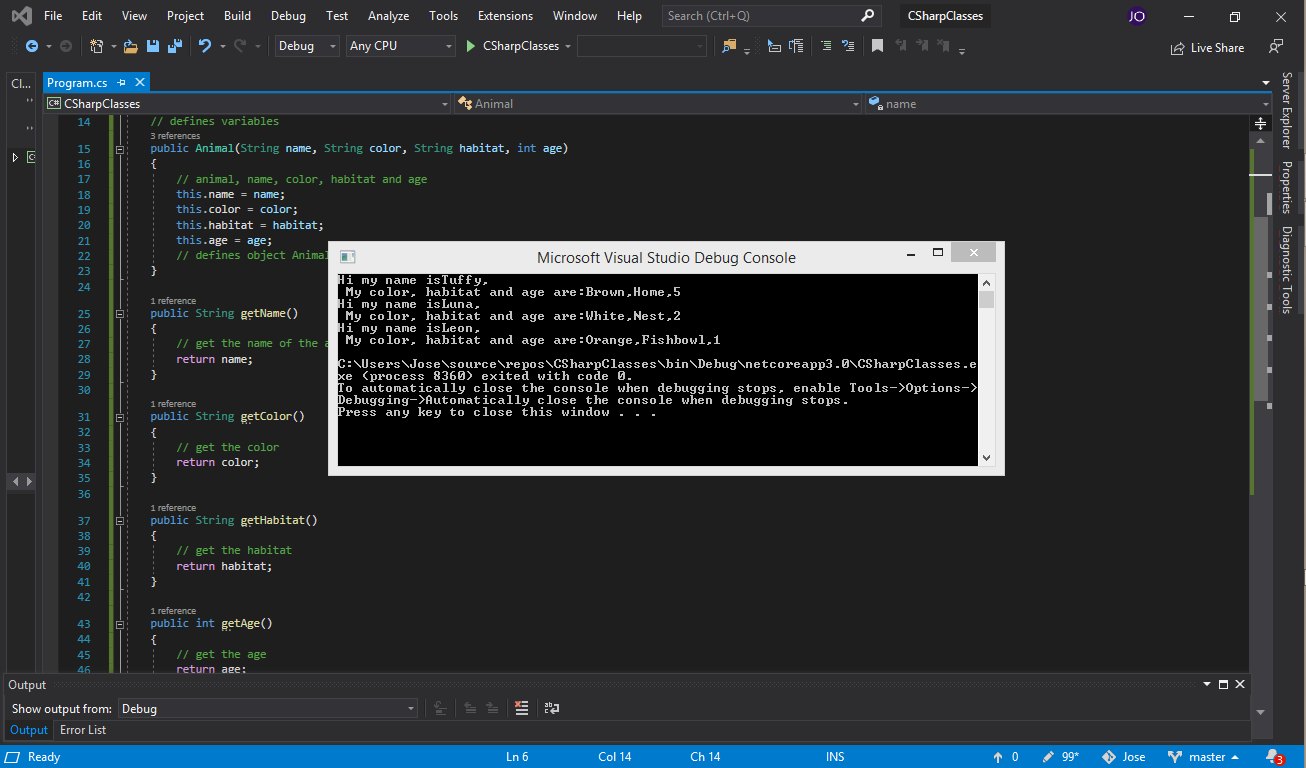 File Edit View Project Build Debug Test Analyze Tools Extensions Window Help Search (Ctrl+Q) CSharpClasses JO
Debug Any CPU CSharpClasses Live Share
Cl... Program.cs
C# CSharpClasses Animal name
14 // defines variables
3 references
15 public Animal(String name, String color, String habitat, int age)
16 {
17 // animal, name, color, habitat and age
18 this.name = name;
19 this.color = color;
20 this.habitat = habitat;
21 this.age = age;
22 // defines object Animal
23 }
24
1 reference
25 public String getName()
26 {
27 // get the name of the a
28 return name;
29 }
30
1 reference
31 public String getColor()
32 {
33 // get the color
34 return color;
35 }
36
1 reference
37 public String getHabitat()
38 {
39 // get the habitat
40 return habitat;
41 }
42
1 reference
43 public int getAge()
44 {
45 // get the age
46 return age;
Microsoft Visual Studio Debug Console
Hi my name isTuffy,
My color, habitat and age are:Brown,Home,5
Hi my name isLuna,
My color, habitat and age are:White,Nest,2
Hi my name isLeon,
My color, habitat and age are:Orange,Fishbowl,1
C:\Users\Jose\source\repos\CSharpClasses\bin\Debug\netcoreapp3.0\CSharpClasses.e
xe (process 8360) exited with code 0.
To automatically close the console when debugging stops, enable Tools->Options->
Debugging->Automatically close the console when debugging stops.
Press any key to close this window . . .
Server Explorer
Properties
Diagnostic Tools
Output
Show output from: Debug
Output Error List
Ready Ln 6 Col 14 Ch 14 INS 0 99* Jose master 3